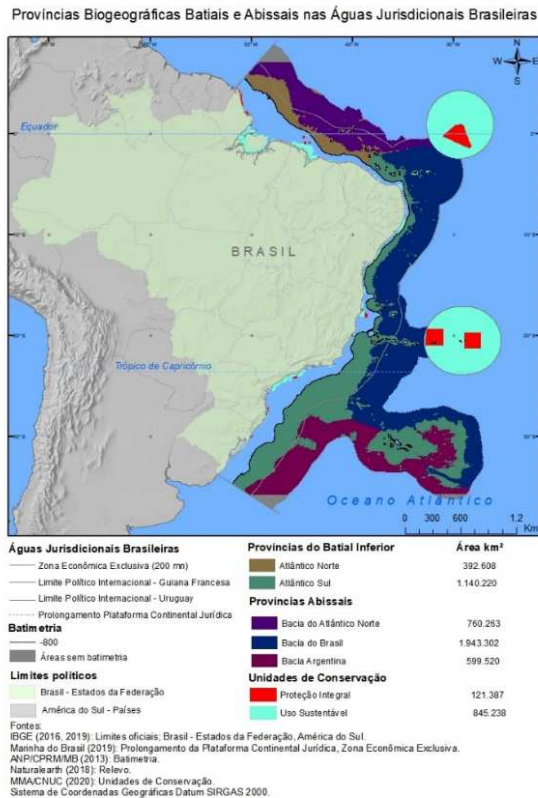 Províncias Biogeográficas Batiais e Abissais nas Águas Jurisdicionais Brasileiras
N
W E
S
Equador
BRASIL
Trópico de Capricórnio
Oceano Atlântico
0 300 600 1.2
Km
Águas Jurisdicionais Brasileiras
Zona Econômica Exclusiva (200 mn)
Limite Político Internacional - Guiana Francesa
Limite Político Internacional - Uruguay
Prolongamento Plataforma Continental Jurídica
Batimetria
-800
Áreas sem batimetria
Limites políticos
Brasil - Estados da Federação
América do Sul - Países
Províncias do Batial Inferior Área km²
Atlântico Norte 392.608
Atlântico Sul 1.140.220
Províncias Abissais
Bacia do Atlântico Norte 760.263
Bacia do Brasil 1.943.302
Bacia Argentina 599.520
Unidades de Conservação
Proteção Integral 121.387
Uso Sustentável 845.238
Fontes:
IBGE (2016, 2019): Limites oficiais; Brasil - Estados da Federação, América do Sul.
Marinha do Brasil (2019): Prolongamento da Plataforma Continental Jurídica, Zona Econômica Exclusiva.
ANP/CPRM/MB (2013): Batimetria.
Naturalearth (2018): Relevo.
MMA/CNUC (2020): Unidades de Conservação.
Sistema de Coordenadas Geográficas Datum SIRGAS 2000.